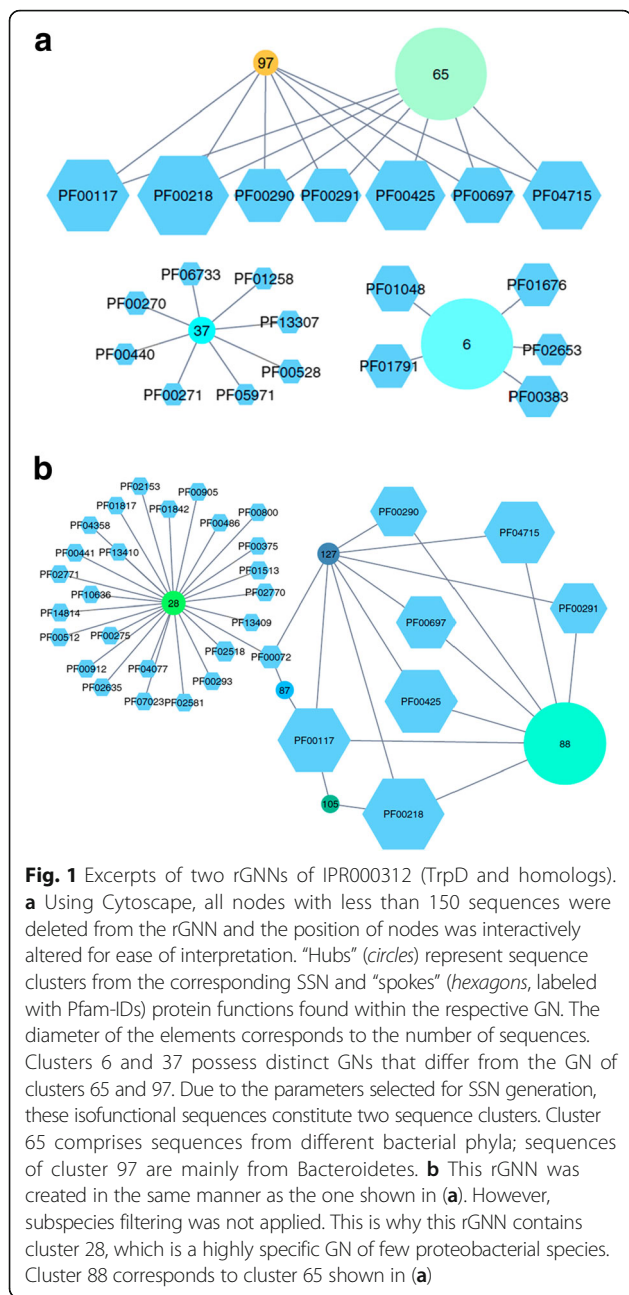 a
97
65
PF00117
PF00218
PF00290
PF00291
PF00425
PF00697
PF04715
PF06733
PF01258
PF00270
PF13307
37
PF00440
PF00528
PF00271
PF05971
PF01048
PF01676
6
PF02653
PF01791
PF00383
b
PF02153
PF00905
PF01817
PF01842
PF00800
PF04358
PF00486
PF00441
PF13410
PF00375
PF02771
PF01513
PF10636
PF02770
PF14814
28
PF13409
PF00512
PF00275
PF02518
PF00072
PF00912
PF04077
PF00293
PF02635
PF07023
PF02581
127
PF00290
PF04715
PF00291
PF00697
PF00425
87
PF00117
88
105
PF00218
Fig. 1 Excerpts of two rGNNs of IPR000312 (TrpD and homologs).
a Using Cytoscape, all nodes with less than 150 sequences were
deleted from the rGNN and the position of nodes was interactively
altered for ease of interpretation. "Hubs" (circles) represent sequence
clusters from the corresponding SSN and "spokes" (hexagons, labeled
with Pfam-IDs) protein functions found within the respective GN. The
diameter of the elements corresponds to the number of sequences.
Clusters 6 and 37 possess distinct GNs that differ from the GN of
clusters 65 and 97. Due to the parameters selected for SSN generation,
these isofunctional sequences constitute two sequence clusters. Cluster
65 comprises sequences from different bacterial phyla; sequences
of cluster 97 are mainly from Bacteroidetes. b This rGNN was
created in the same manner as the one shown in (a). However,
subspecies filtering was not applied. This is why this rGNN contains
cluster 28, which is a highly specific GN of few proteobacterial species.
Cluster 88 corresponds to cluster 65 shown in (a)